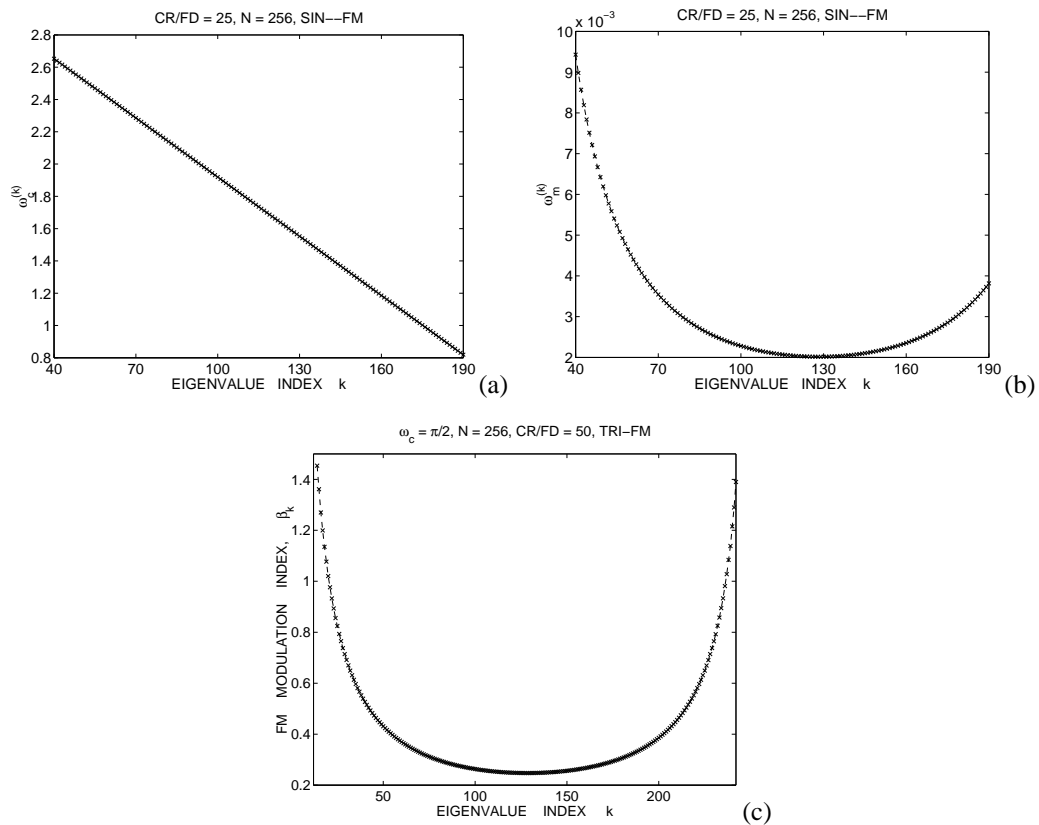 CR/FD = 25, N = 256, SIN--FM
2.8
2.6
2.4
2.2
2
1.8
1.6
1.4
1.2
1
0.8
ω_c^(k)
40 70 100 130 160 190
EIGENVALUE INDEX k
(a)
CR/FD = 25, N = 256, SIN--FM
x 10^-3
10
9
8
7
6
5
4
3
2
ω_m^(k)
40 70 100 130 160 190
EIGENVALUE INDEX k
(b)
ω_c = π/2, N = 256, CR/FD = 50, TRI-FM
1.4
1.2
1
0.8
0.6
0.4
0.2
FM MODULATION INDEX, β_k
50 100 150 200
EIGENVALUE INDEX k
(c)